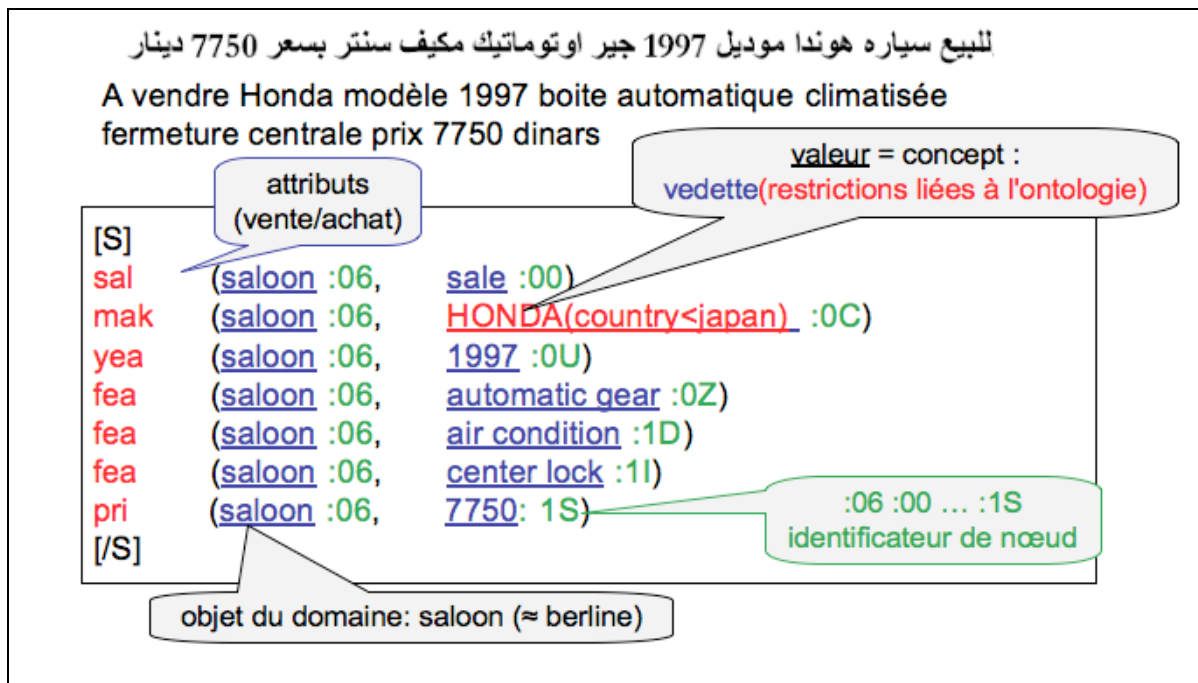 للبيع سياره هوندا موديل 1997 جير اوتوماتيك مكيف سنتر بسعر 7750 دينار
A vendre Honda modèle 1997 boite automatique climatisée
fermeture centrale prix 7750 dinars
valeur = concept :
vedette(restrictions liées à l'ontologie)
attributs
(vente/achat)
[S]
sal (saloon :06, sale :00)
mak (saloon :06, HONDA(country<japan) :0C)
yea (saloon :06, 1997 :0U)
fea (saloon :06, automatic gear :0Z)
fea (saloon :06, air condition :1D)
fea (saloon :06, center lock :1I)
pri (saloon :06, 7750: 1S)
[/S]
:06 :00 ... :1S
identificateur de nœud
objet du domaine: saloon (≈ berline)